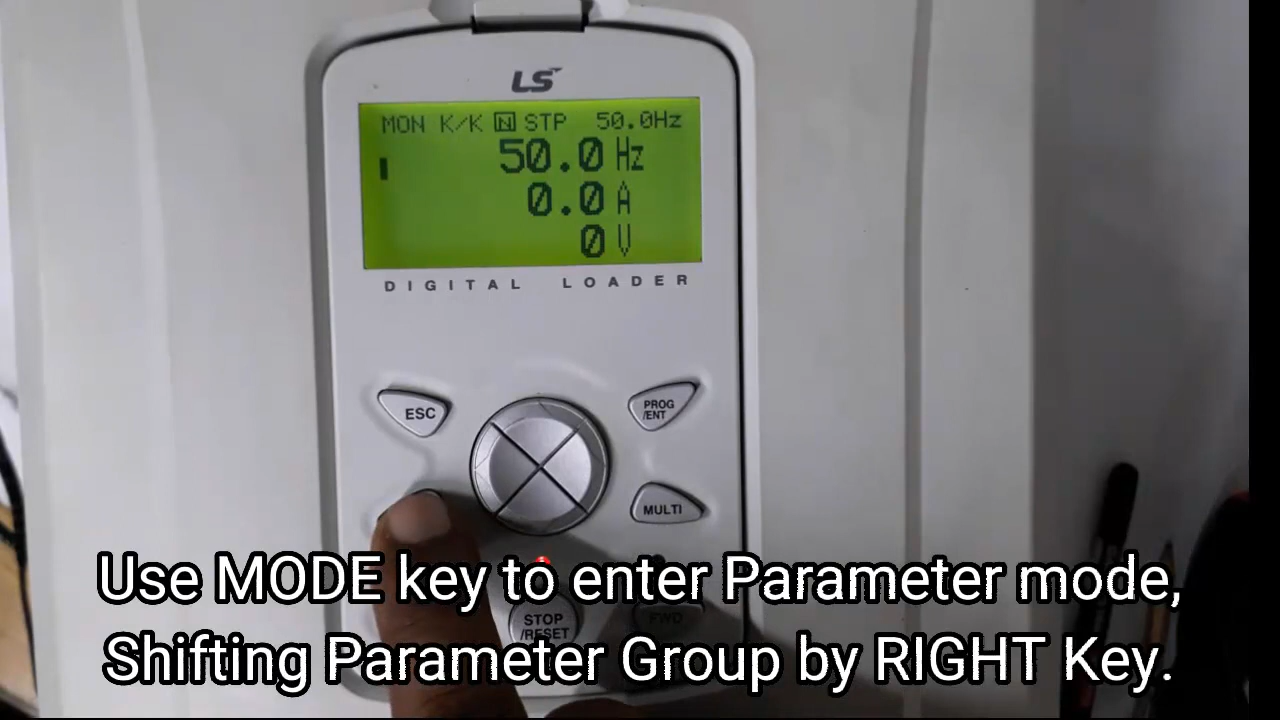 LS
MON K/K N STP 50.0Hz
50.0 Hz
0.0 A
0 V
DIGITAL LOADER
ESC
PROG
/ENT
MULTI
STOP
/RESET
FWD
Use MODE key to enter Parameter mode,
Shifting Parameter Group by RIGHT Key.